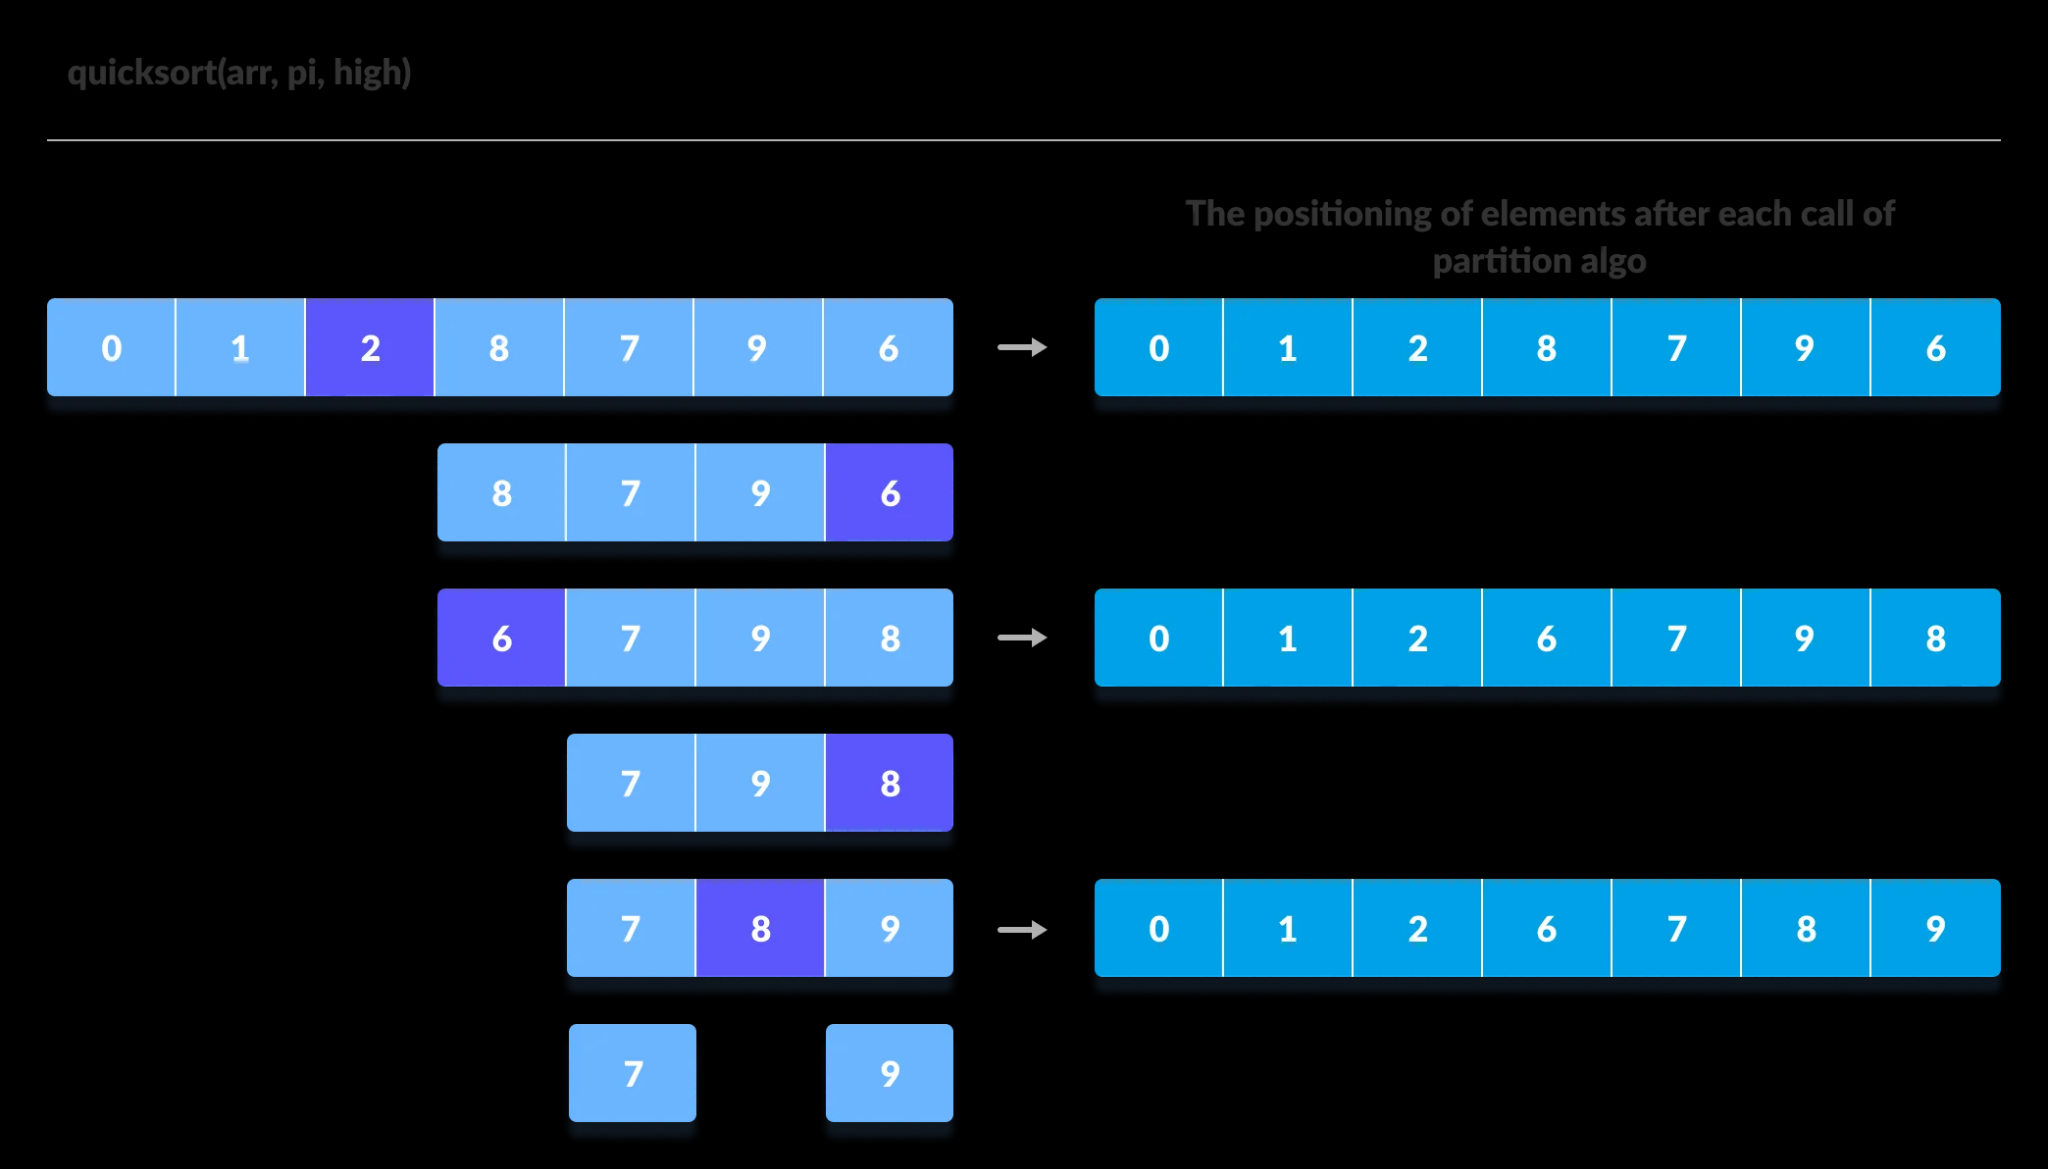 quicksort(arr, pi, high)
The positioning of elements after each call of
partition algo
0 1 2 8 7 9 6 0 1 2 8 7 9 6
8 7 9 6
6 7 9 8 0 1 2 6 7 9 8
7 9 8
7 8 9 0 1 2 6 7 8 9
7 9